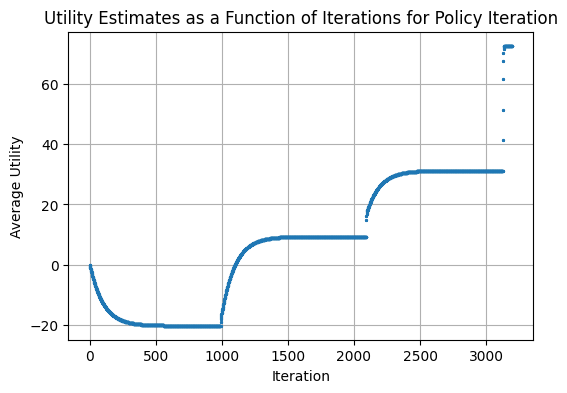 Utility Estimates as a Function of Iterations for Policy Iteration
60
40
20
0
−20
Average Utility
0 500 1000 1500 2000 2500 3000
Iteration